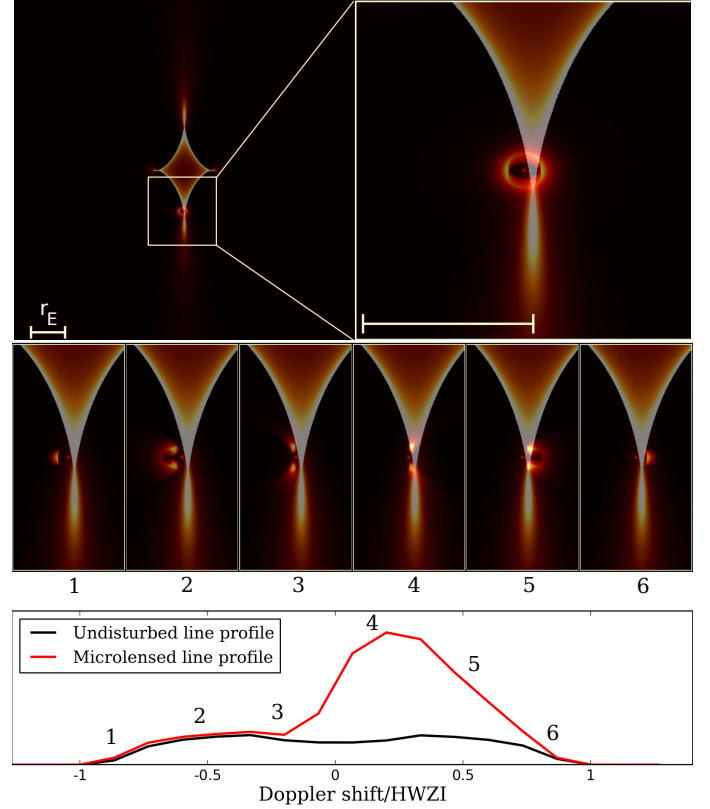 r_E
1 2 3 4 5 6
Undisturbed line profile
Microlensed line profile
1
2
3
4
5
6
-1 -0.5 0 0.5 1
Doppler shift/HWZI